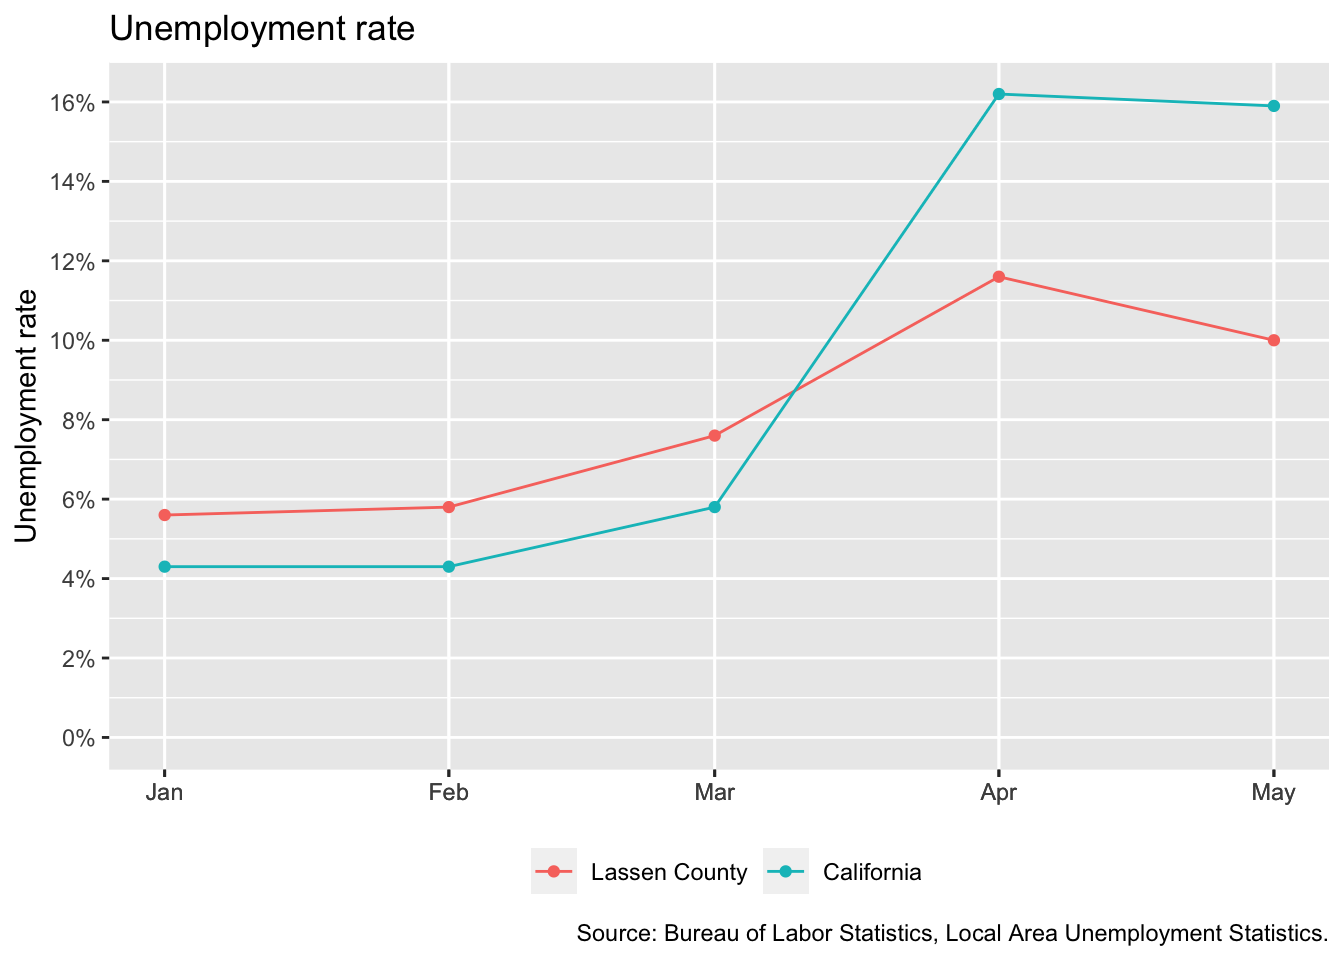 Unemployment rate
Unemployment rate
16%
14%
12%
10%
8%
6%
4%
2%
0%
Jan Feb Mar Apr May
Lassen County California
Source: Bureau of Labor Statistics, Local Area Unemployment Statistics.